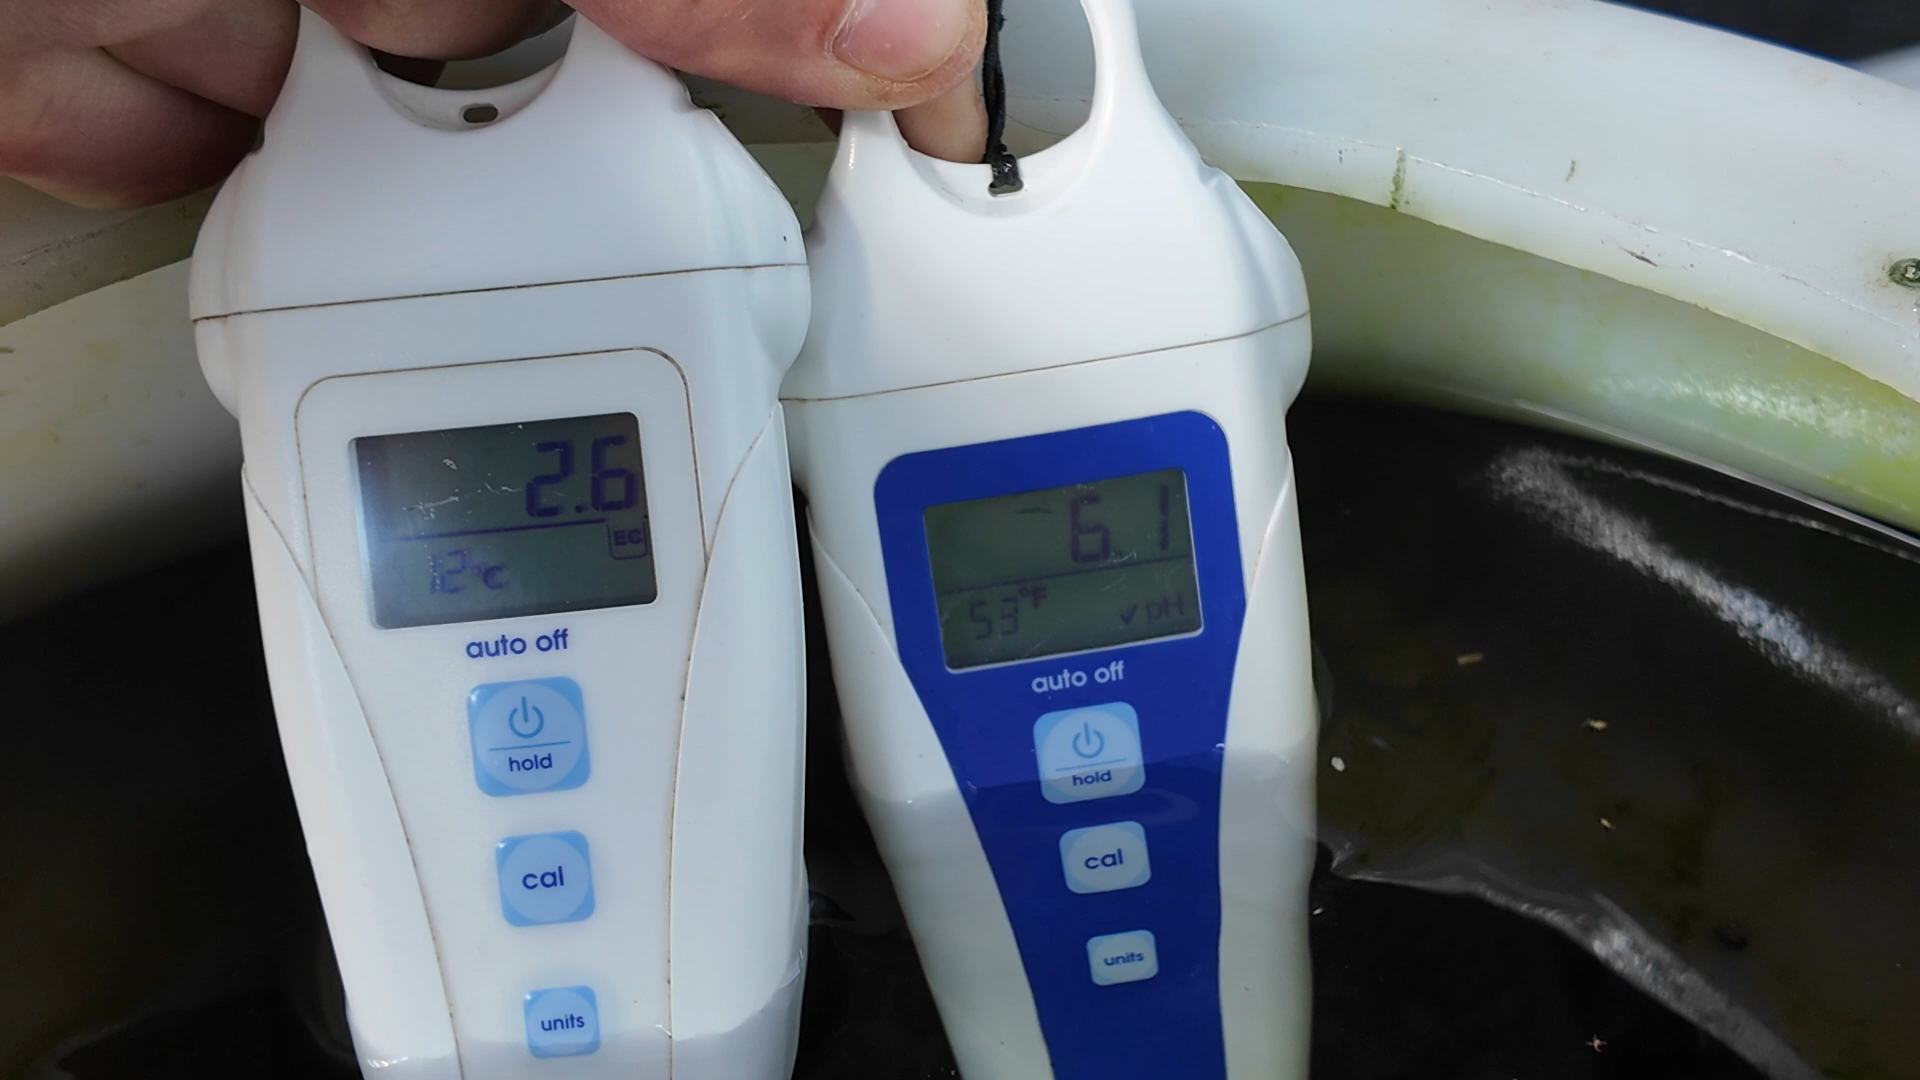 2.6
EC
12°C
auto off
hold
cal
units
6.1
53°F ✓ pH
auto off
hold
cal
units